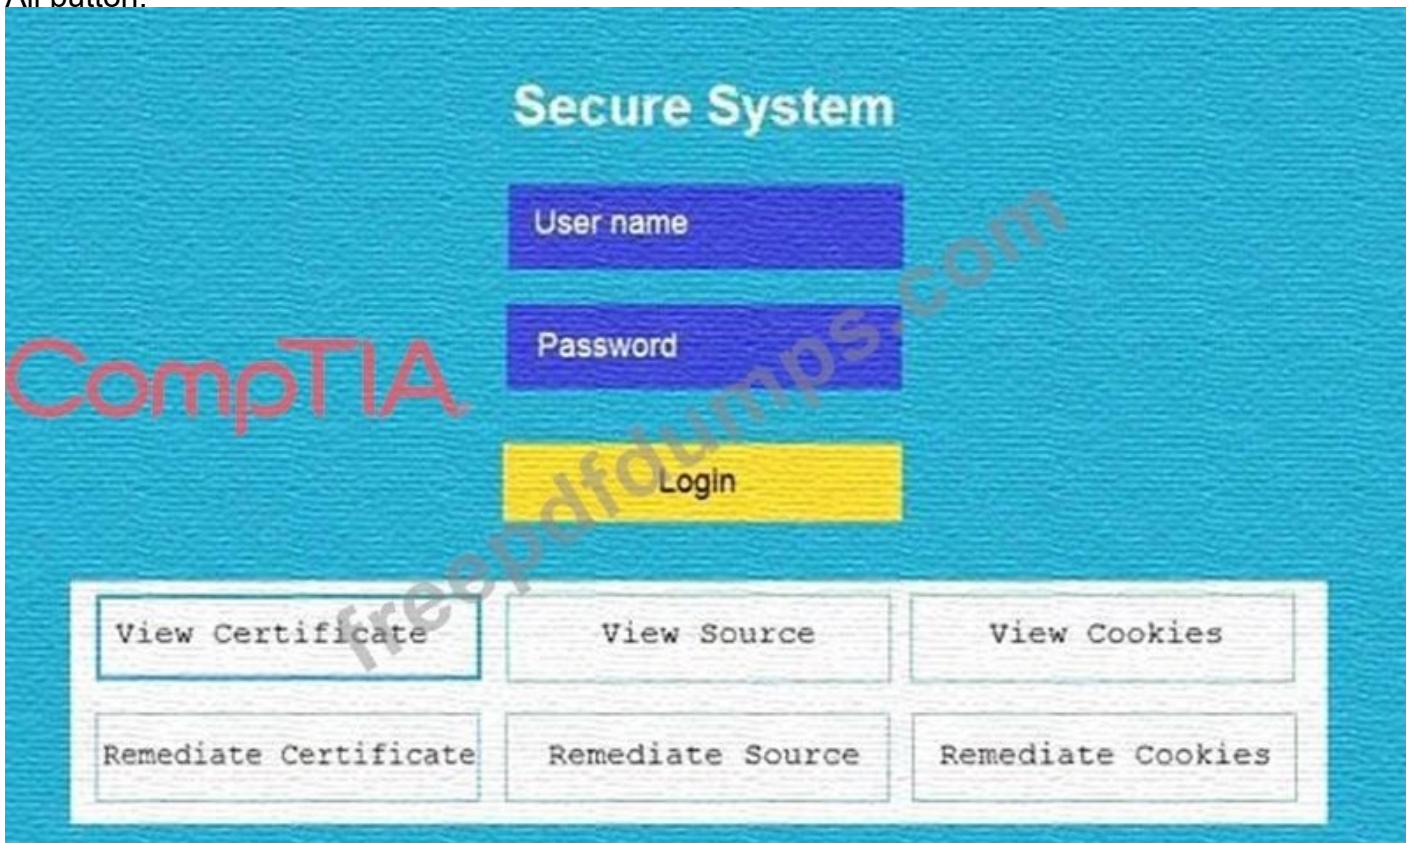 All button.
Secure System
User name
Password
CompTIA
Login
freepdfdumps.com
View Certificate
View Source
View Cookies
Remediate Certificate
Remediate Source
Remediate Cookies